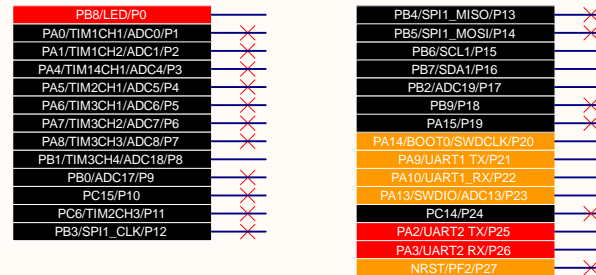 PB8/LED/P0
PA0/TIM1CH1/ADC0/P1
PA1/TIM1CH2/ADC1/P2
PA4/TIM14CH1/ADC4/P3
PA5/TIM2CH1/ADC5/P4
PA6/TIM3CH1/ADC6/P5
PA7/TIM3CH2/ADC7/P6
PA8/TIM3CH3/ADC8/P7
PB1/TIM3CH4/ADC18/P8
PB0/ADC17/P9
PC15/P10
PC6/TIM2CH3/P11
PB3/SPI1_CLK/P12
PB4/SPI1_MISO/P13
PB5/SPI1_MOSI/P14
PB6/SCL1/P15
PB7/SDA1/P16
PB2/ADC19/P17
PB9/P18
PA15/P19
PA14/BOOT0/SWDCLK/P20
PA9/UART1 TX/P21
PA10/UART1_RX/P22
PA13/SWDIO/ADC13/P23
PC14/P24
PA2/UART2 TX/P25
PA3/UART2 RX/P26
NRST/PF2/P27